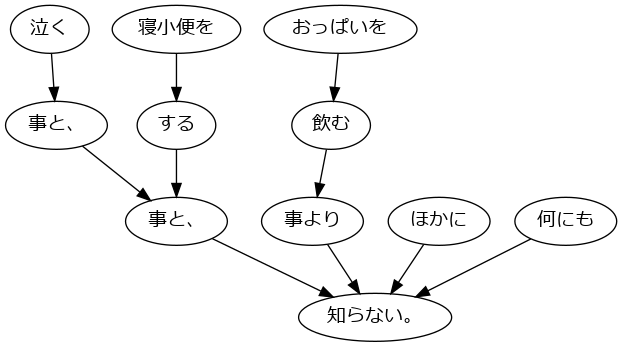 泣く 寝小便を おっぱいを
事と、 する 飲む
事と、 事より ほかに 何にも
知らない。